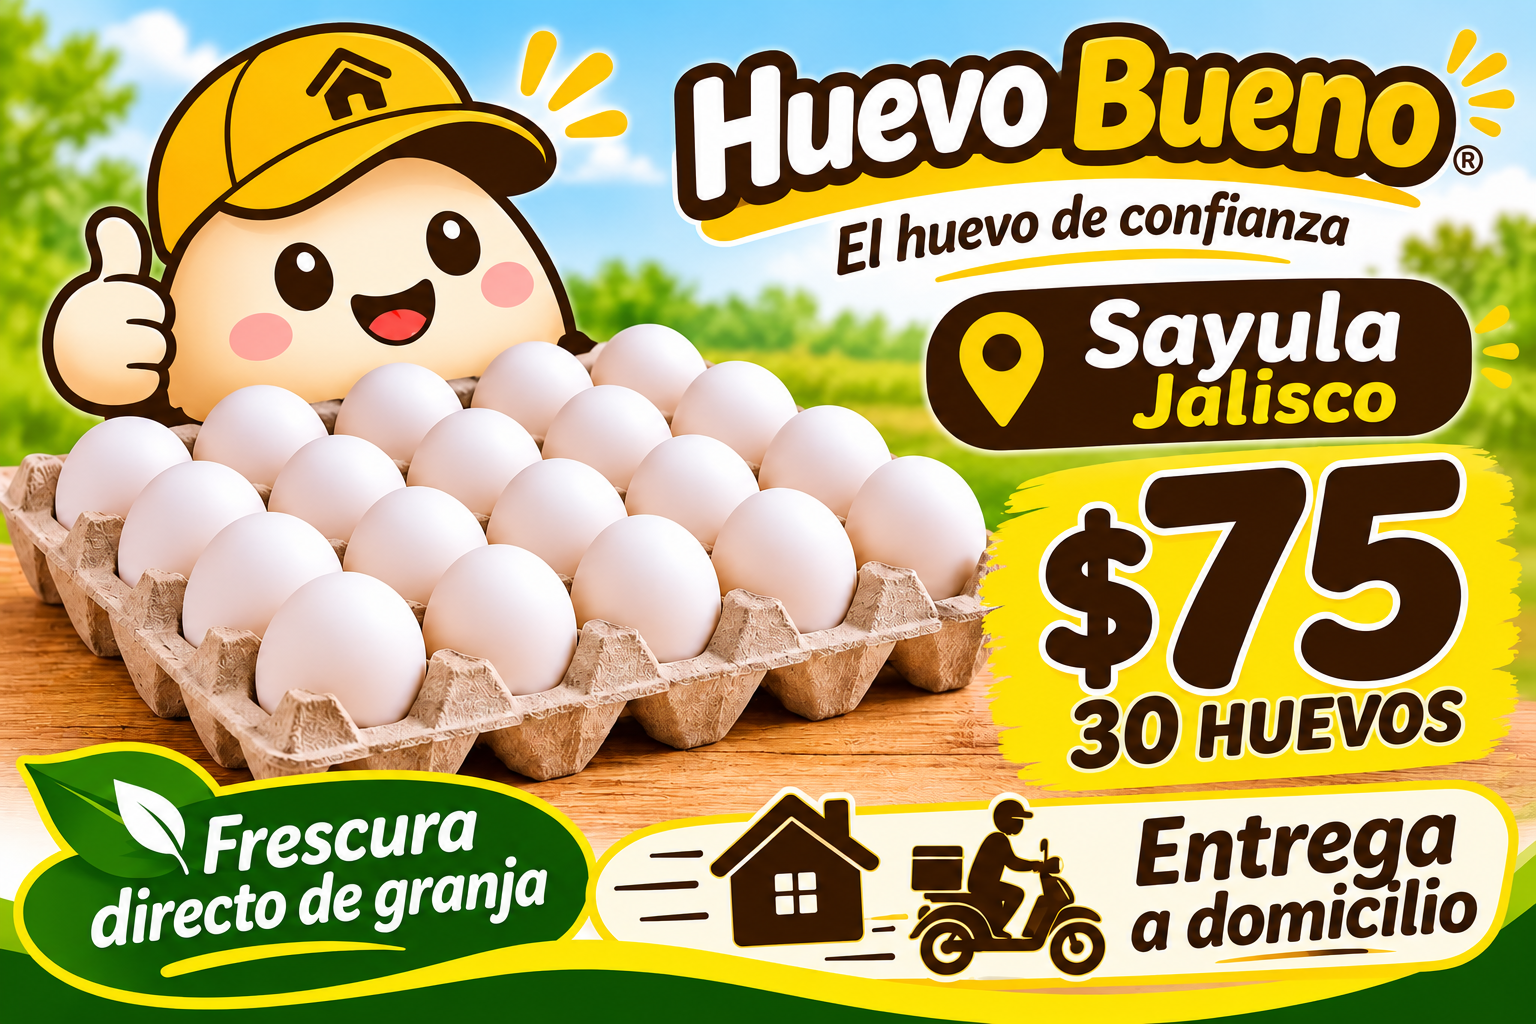 Huevo Bueno®
El huevo de confianza
Sayula
Jalisco
$75
30 HUEVOS
Frescura
directo de granja
Entrega
a domicilio